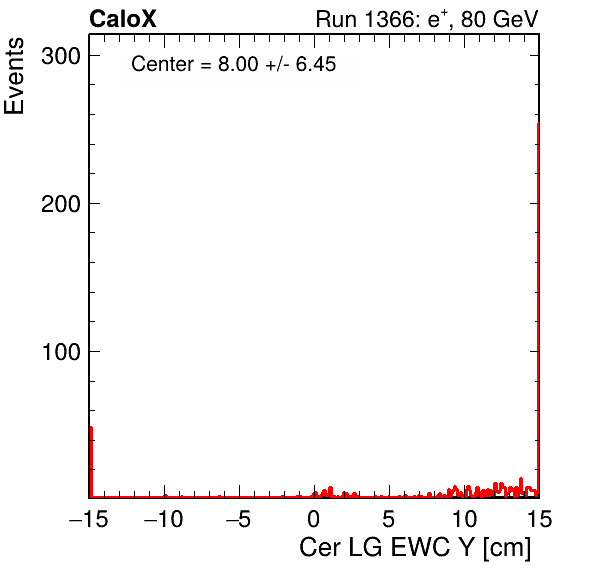 CaloX Run 1366: e⁺, 80 GeV
Center = 8.00 +/- 6.45
Events
300
200
100
−15 −10 −5 0 5 10 15
Cer LG EWC Y [cm]